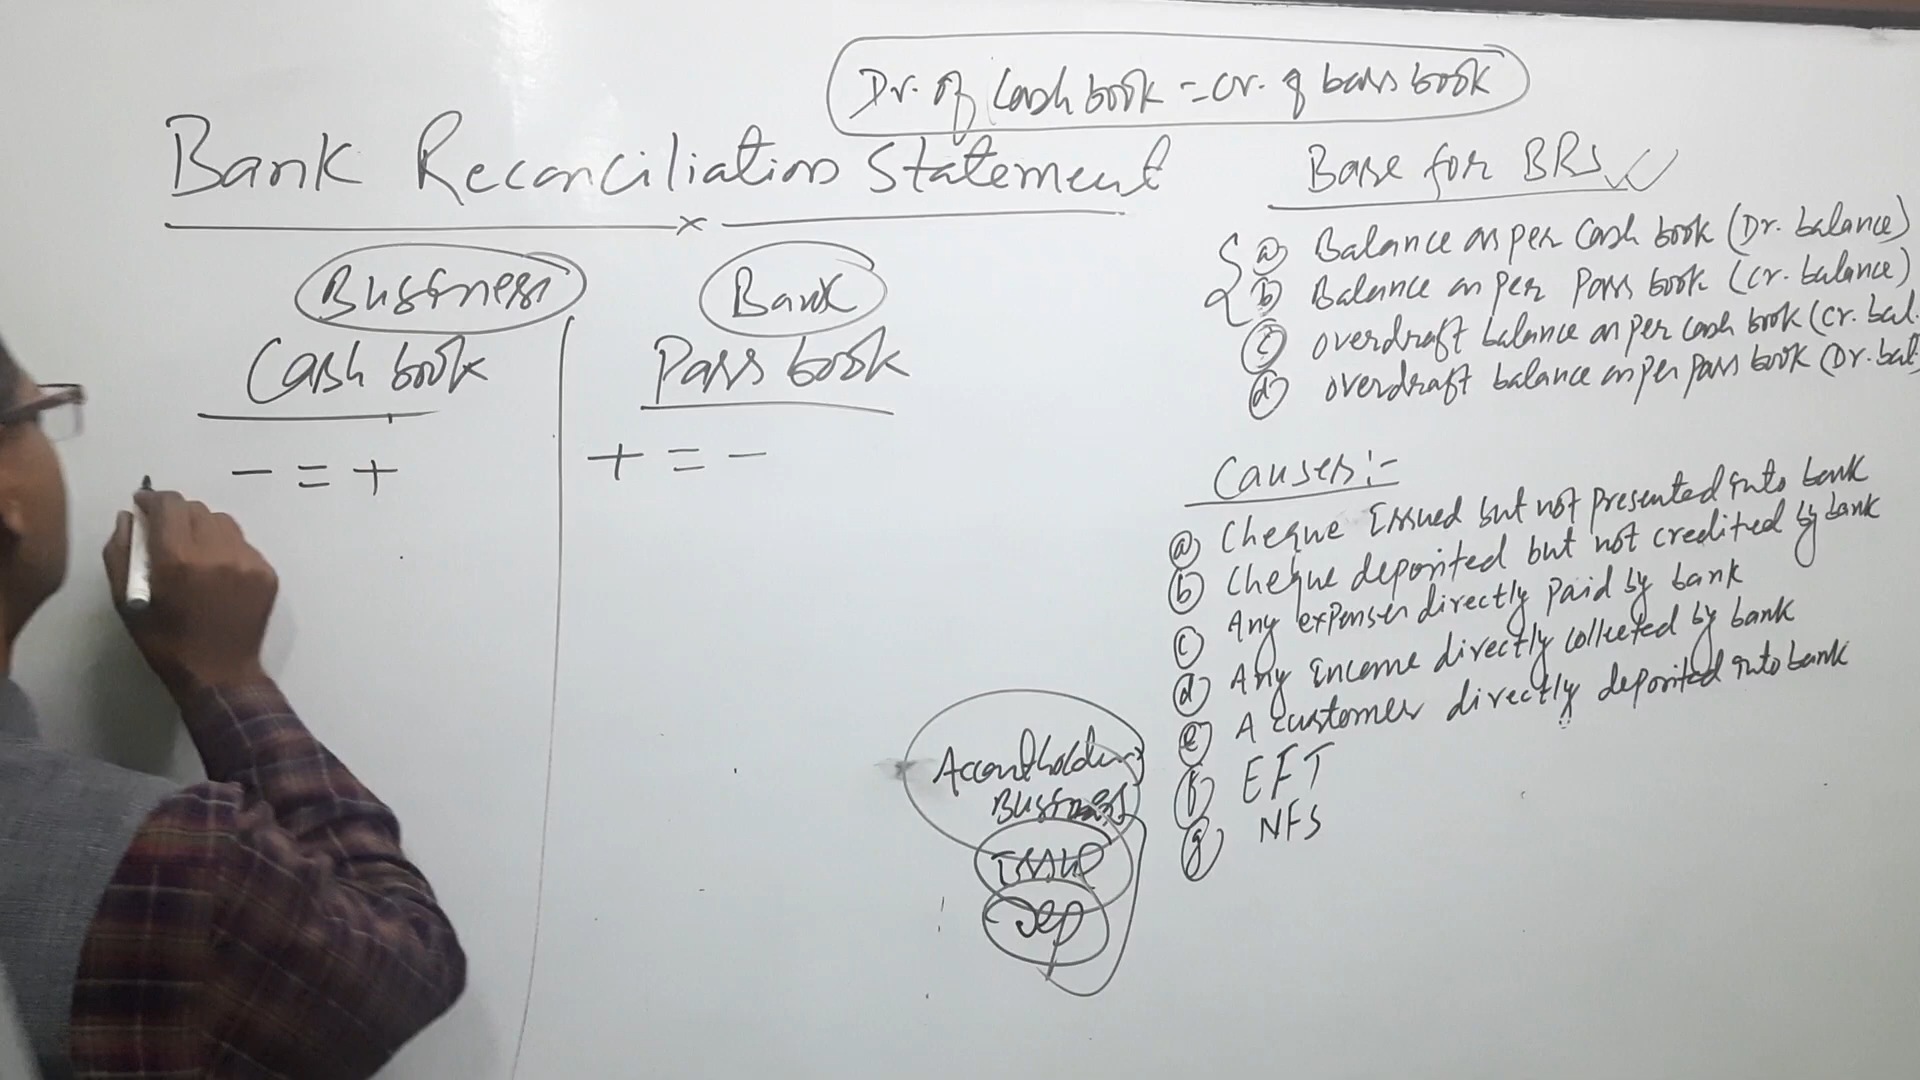 Dr. of Cash book = Cr. of pass book
Bank Reconciliation Statement
Business
Bank
Cash book
Pass book
- = +
+ = -
Base for BRS
a) Balance as per Cash book (Dr. balance)
b) Balance as per Pass book (Cr. balance)
c) overdraft balance as per cash book (Cr. bal.
d) overdraft balance as per pass book (Dr. bal.
Causes:-
a) Cheque Issued but not presented into bank
b) Cheque deposited but not credited by bank
c) Any expenses directly paid by bank
d) Any Income directly collected by bank
e) A customer directly deposited into bank
f) EFT
g) NFS
Accountholder
Business
Issue
Dep